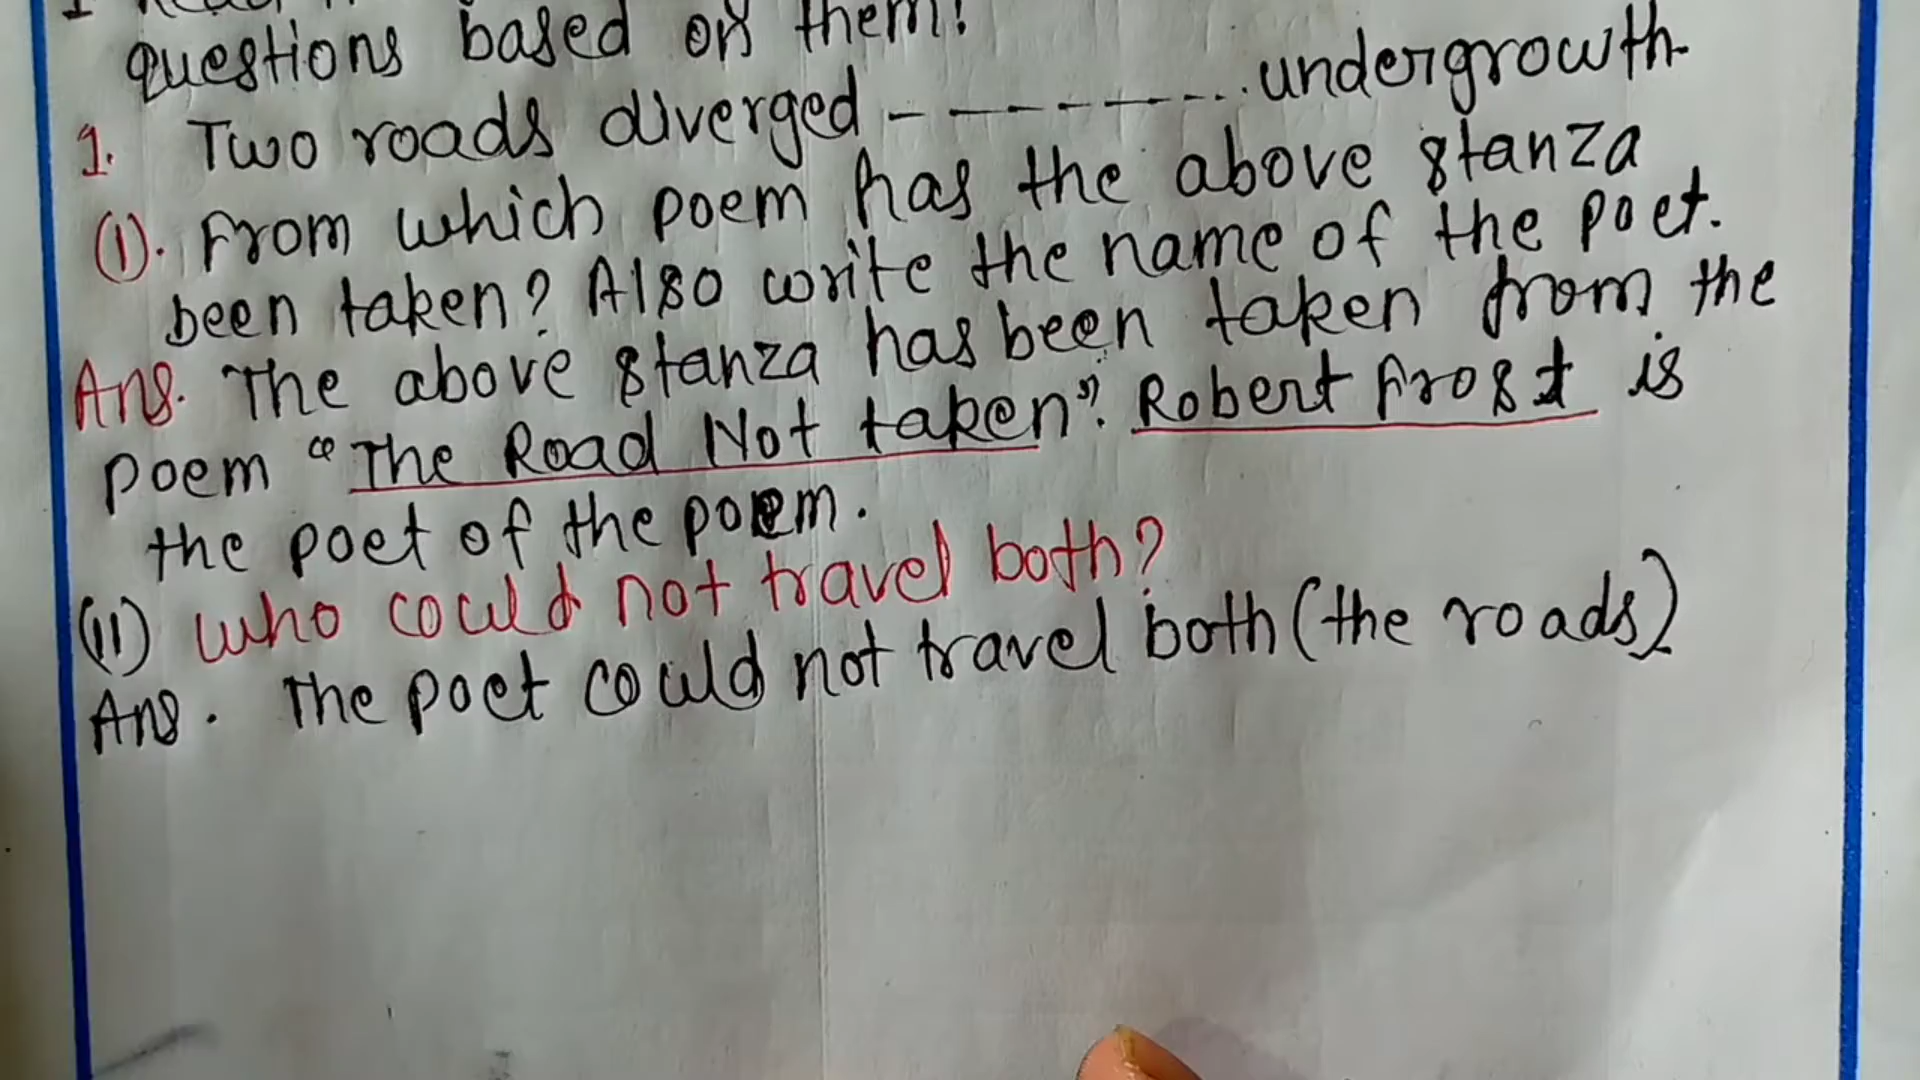 questions based on them!
1. Two roads diverged - - - - - - - - .. undergrowth.
(I). From which poem has the above stanza
been taken? Also write the name of the poet.
Ans. The above stanza has been taken from the
poem "The Road Not taken". Robert Frost is
the poet of the poem.
(II) who could not travel both?
Ans. The poet could not travel both (the roads)